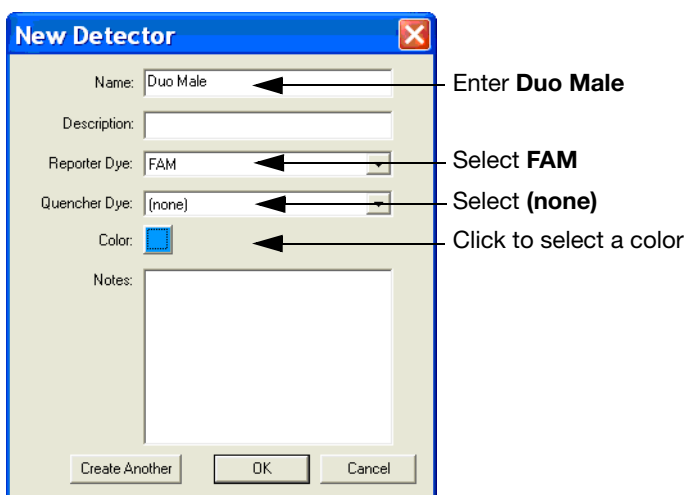 New Detector
Name: Duo Male
Enter Duo Male
Description:
Reporter Dye: FAM
Select FAM
Quencher Dye: (none)
Select (none)
Color:
Click to select a color
Notes:
Create Another OK Cancel